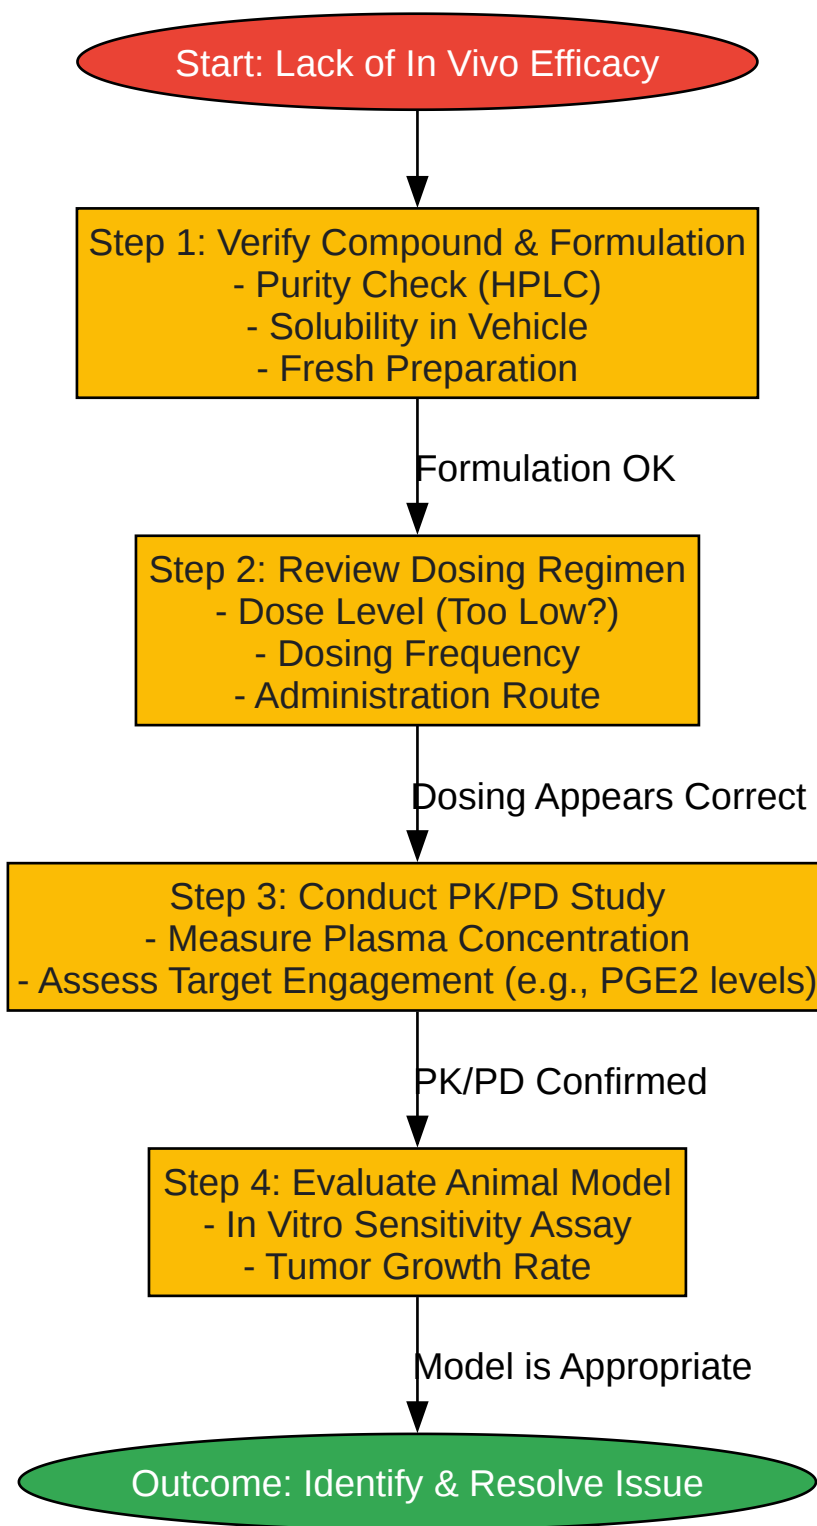 Start: Lack of In Vivo Efficacy
Step 1: Verify Compound & Formulation
- Purity Check (HPLC)
- Solubility in Vehicle
- Fresh Preparation
Formulation OK
Step 2: Review Dosing Regimen
- Dose Level (Too Low?)
- Dosing Frequency
- Administration Route
Dosing Appears Correct
Step 3: Conduct PK/PD Study
- Measure Plasma Concentration
- Assess Target Engagement (e.g., PGE2 levels)
PK/PD Confirmed
Step 4: Evaluate Animal Model
- In Vitro Sensitivity Assay
- Tumor Growth Rate
Model is Appropriate
Outcome: Identify & Resolve Issue